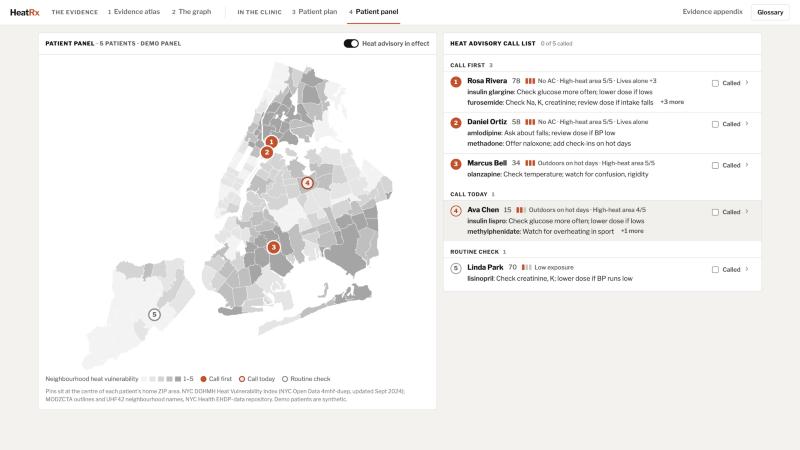 HeatRx THE EVIDENCE 1 Evidence atlas 2 The graph IN THE CLINIC 3 Patient plan 4 Patient panel Evidence appendix Glossary
PATIENT PANEL · 5 PATIENTS · DEMO PANEL Heat advisory in effect
1
2
4
3
5
Neighbourhood heat vulnerability 1–5 Call first Call today Routine check
Pins sit at the centre of each patient's home ZIP area. NYC DOHMH Heat Vulnerability Index (NYC Open Data 4mhf-duep, updated Sept 2024);
MODZCTA outlines and UHF42 neighbourhood names, NYC Health EHDP-data repository. Demo patients are synthetic.
HEAT ADVISORY CALL LIST 0 of 5 called
CALL FIRST 3
1 Rosa Rivera 78 No AC · High-heat area 5/5 · Lives alone +3 Called
insulin glargine: Check glucose more often; lower dose if lows
furosemide: Check Na, K, creatinine; review dose if intake falls +3 more
2 Daniel Ortiz 58 No AC · High-heat area 5/5 · Lives alone Called
amlodipine: Ask about falls; review dose if BP low
methadone: Offer naloxone; add check-ins on hot days
3 Marcus Bell 34 Outdoors on hot days · High-heat area 5/5 Called
olanzapine: Check temperature; watch for confusion, rigidity
CALL TODAY 1
4 Ava Chen 15 Outdoors on hot days · High-heat area 4/5 Called
insulin lispro: Check glucose more often; lower dose if lows
methylphenidate: Watch for overheating in sport +1 more
ROUTINE CHECK 1
5 Linda Park 70 Low exposure Called
lisinopril: Check creatinine, K; lower dose if BP runs low